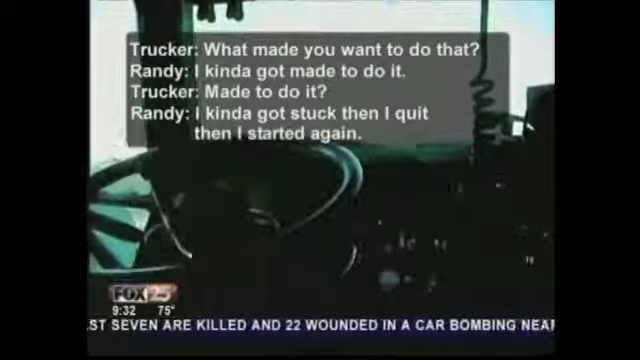 Trucker: What made you want to do that?
Randy: I kinda got made to do it.
Trucker: Made to do it?
Randy: I kinda got stuck then I quit
then I started again.
FOX 25
9:32 75°
ST SEVEN ARE KILLED AND 22 WOUNDED IN A CAR BOMBING NEAR